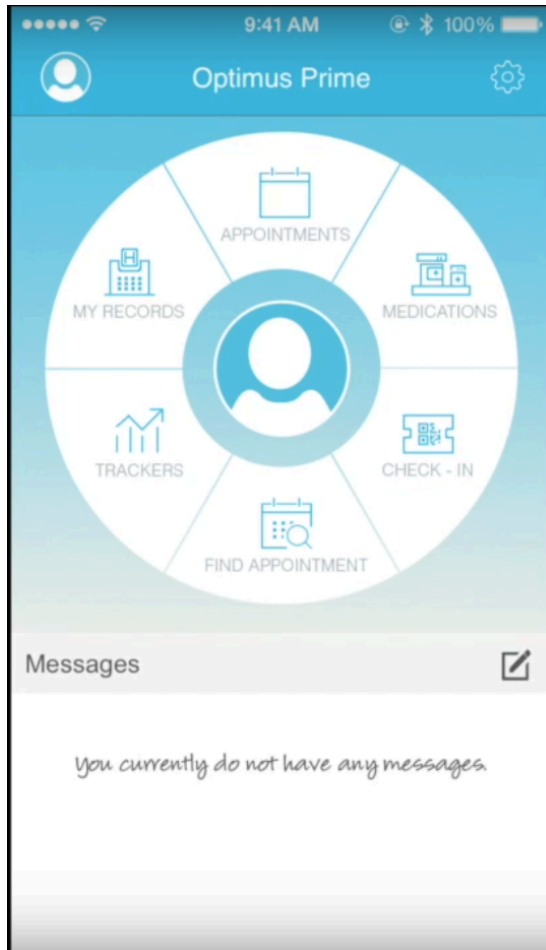 9:41 AM 100%
Optimus Prime
APPOINTMENTS
MY RECORDS
MEDICATIONS
TRACKERS
CHECK - IN
FIND APPOINTMENT
Messages
You currently do not have any messages.